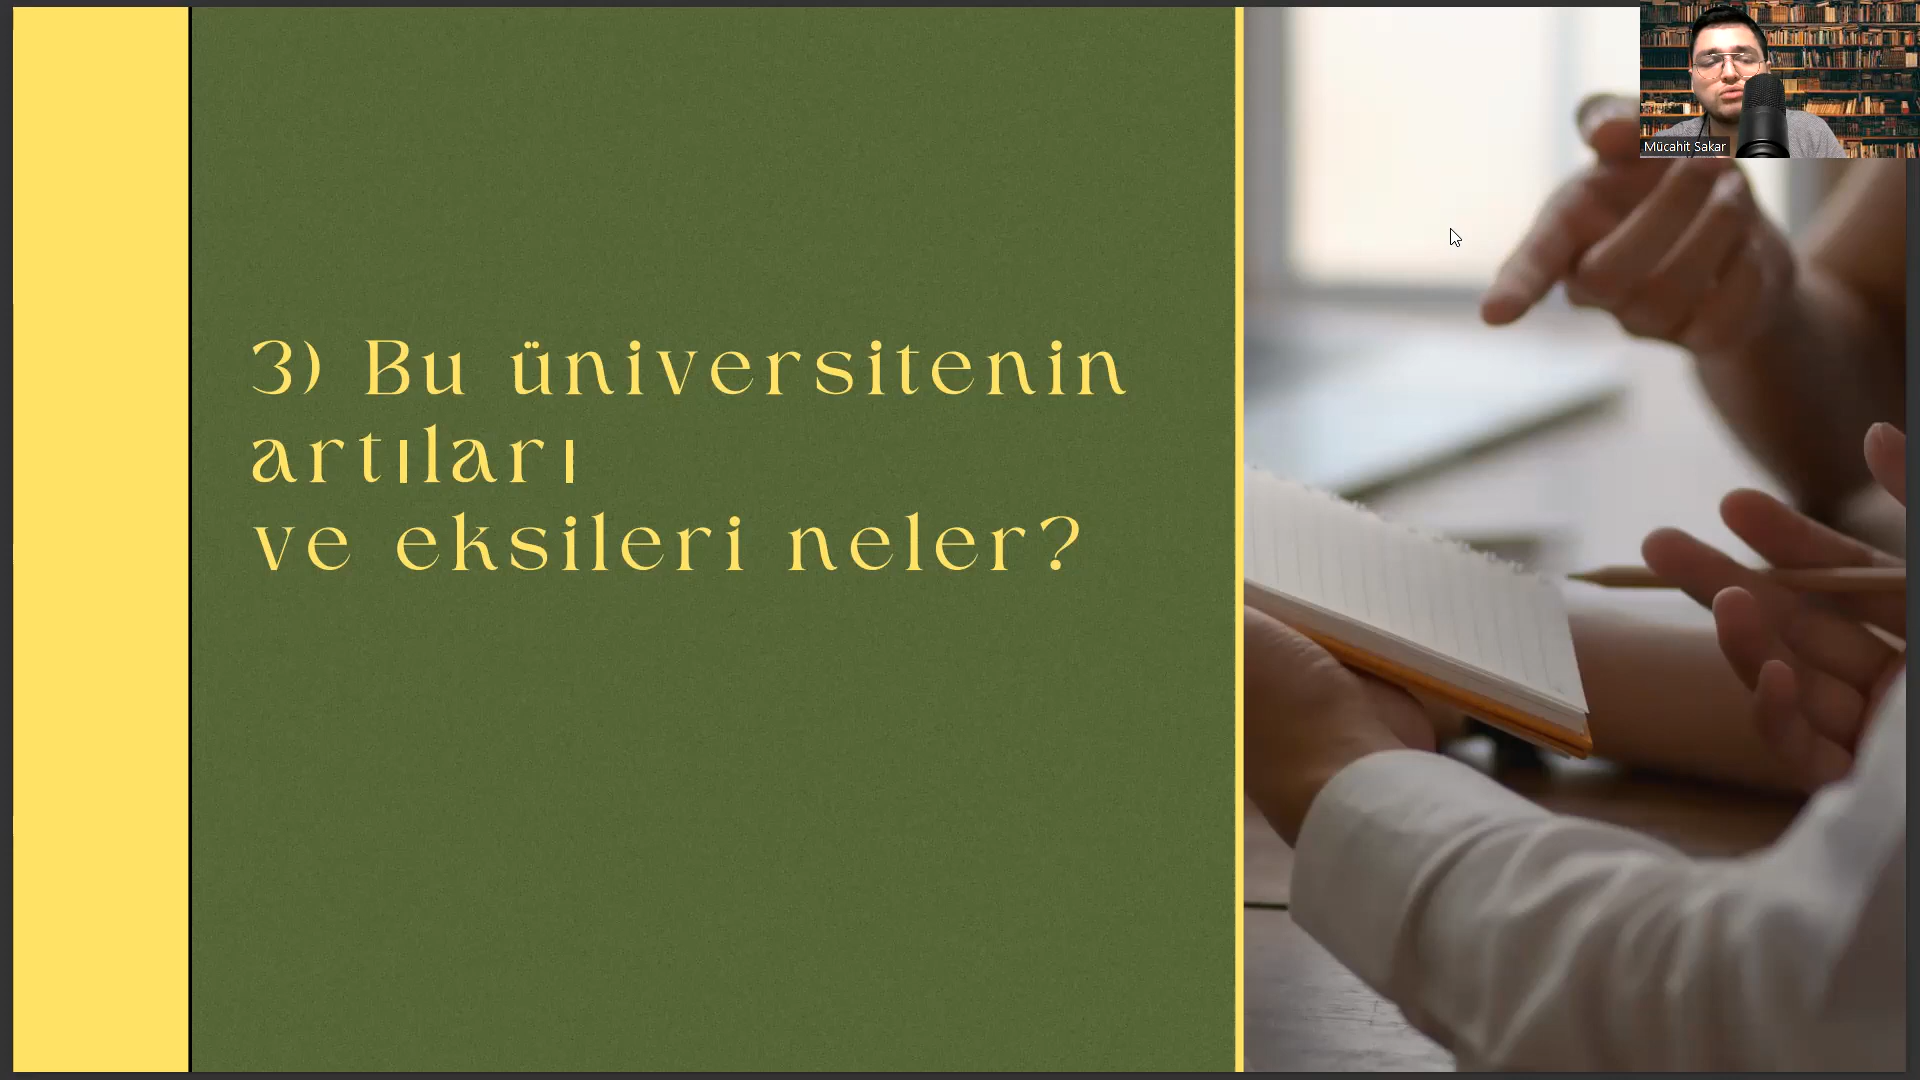 3) Bu üniversitenin
artıları
ve eksileri neler?
Mücahit Sakar